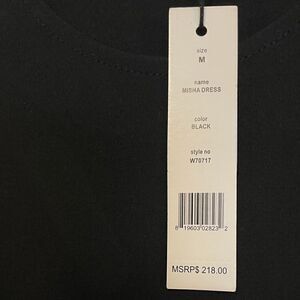 size
M
name
MISHA DRESS
color
BLACK
style no
W70717
8 19603 02823 2
MSRP$ 218.00